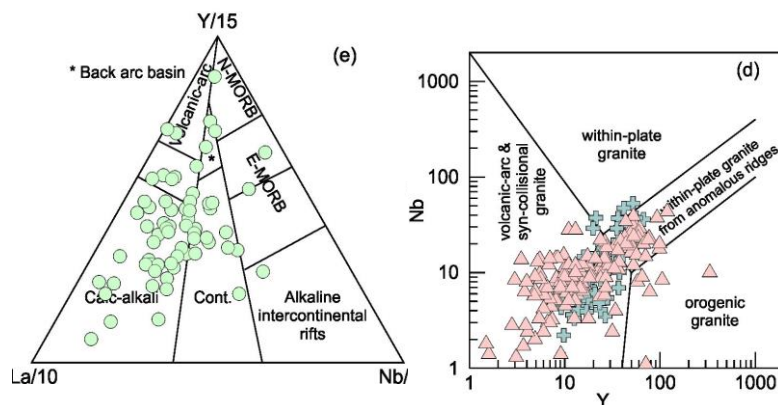 Y/15
(e)
* Back arc basin
Volcanic-arc
N-MORB
*
E-MORB
Calc-alkali
Cont.
Alkaline
intercontinental
rifts
La/10
Nb/
(d)
1000
100
10
1
Nb
within-plate
granite
volcanic-arc &
syn-collisional
granite
within-plate granite
from anomalous ridges
orogenic
granite
1
10
100
1000
Y